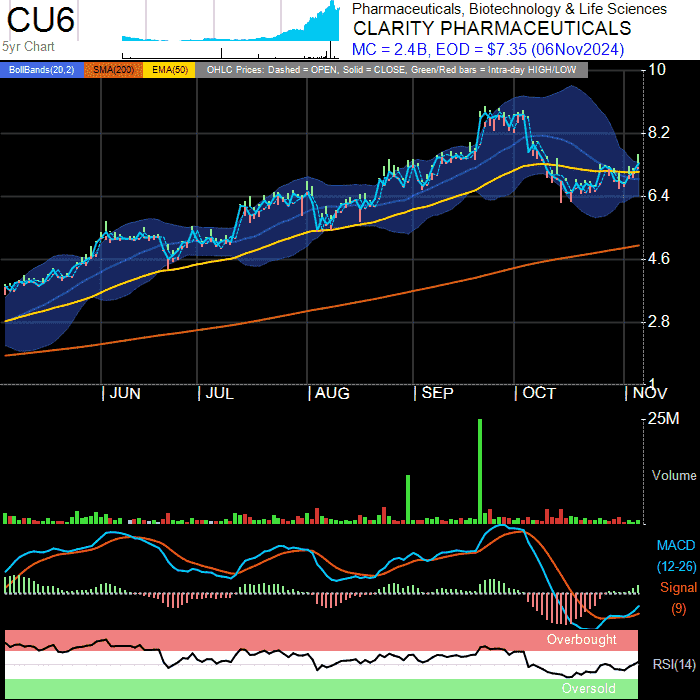 CU6
5yr Chart
Pharmaceuticals, Biotechnology & Life Sciences
CLARITY PHARMACEUTICALS
MC = 2.4B, EOD = $7.35 (06Nov2024)
BollBands(20,2)
SMA(200)
EMA(50)
OHLC Prices: Dashed = OPEN, Solid = CLOSE, Green/Red bars = Intra-day HIGH/LOW
10
8.2
6.4
4.6
2.8
1
JUN
JUL
AUG
SEP
OCT
NOV
25M
Volume
MACD
(12-26)
Signal
(9)
Overbought
RSI(14)
Oversold